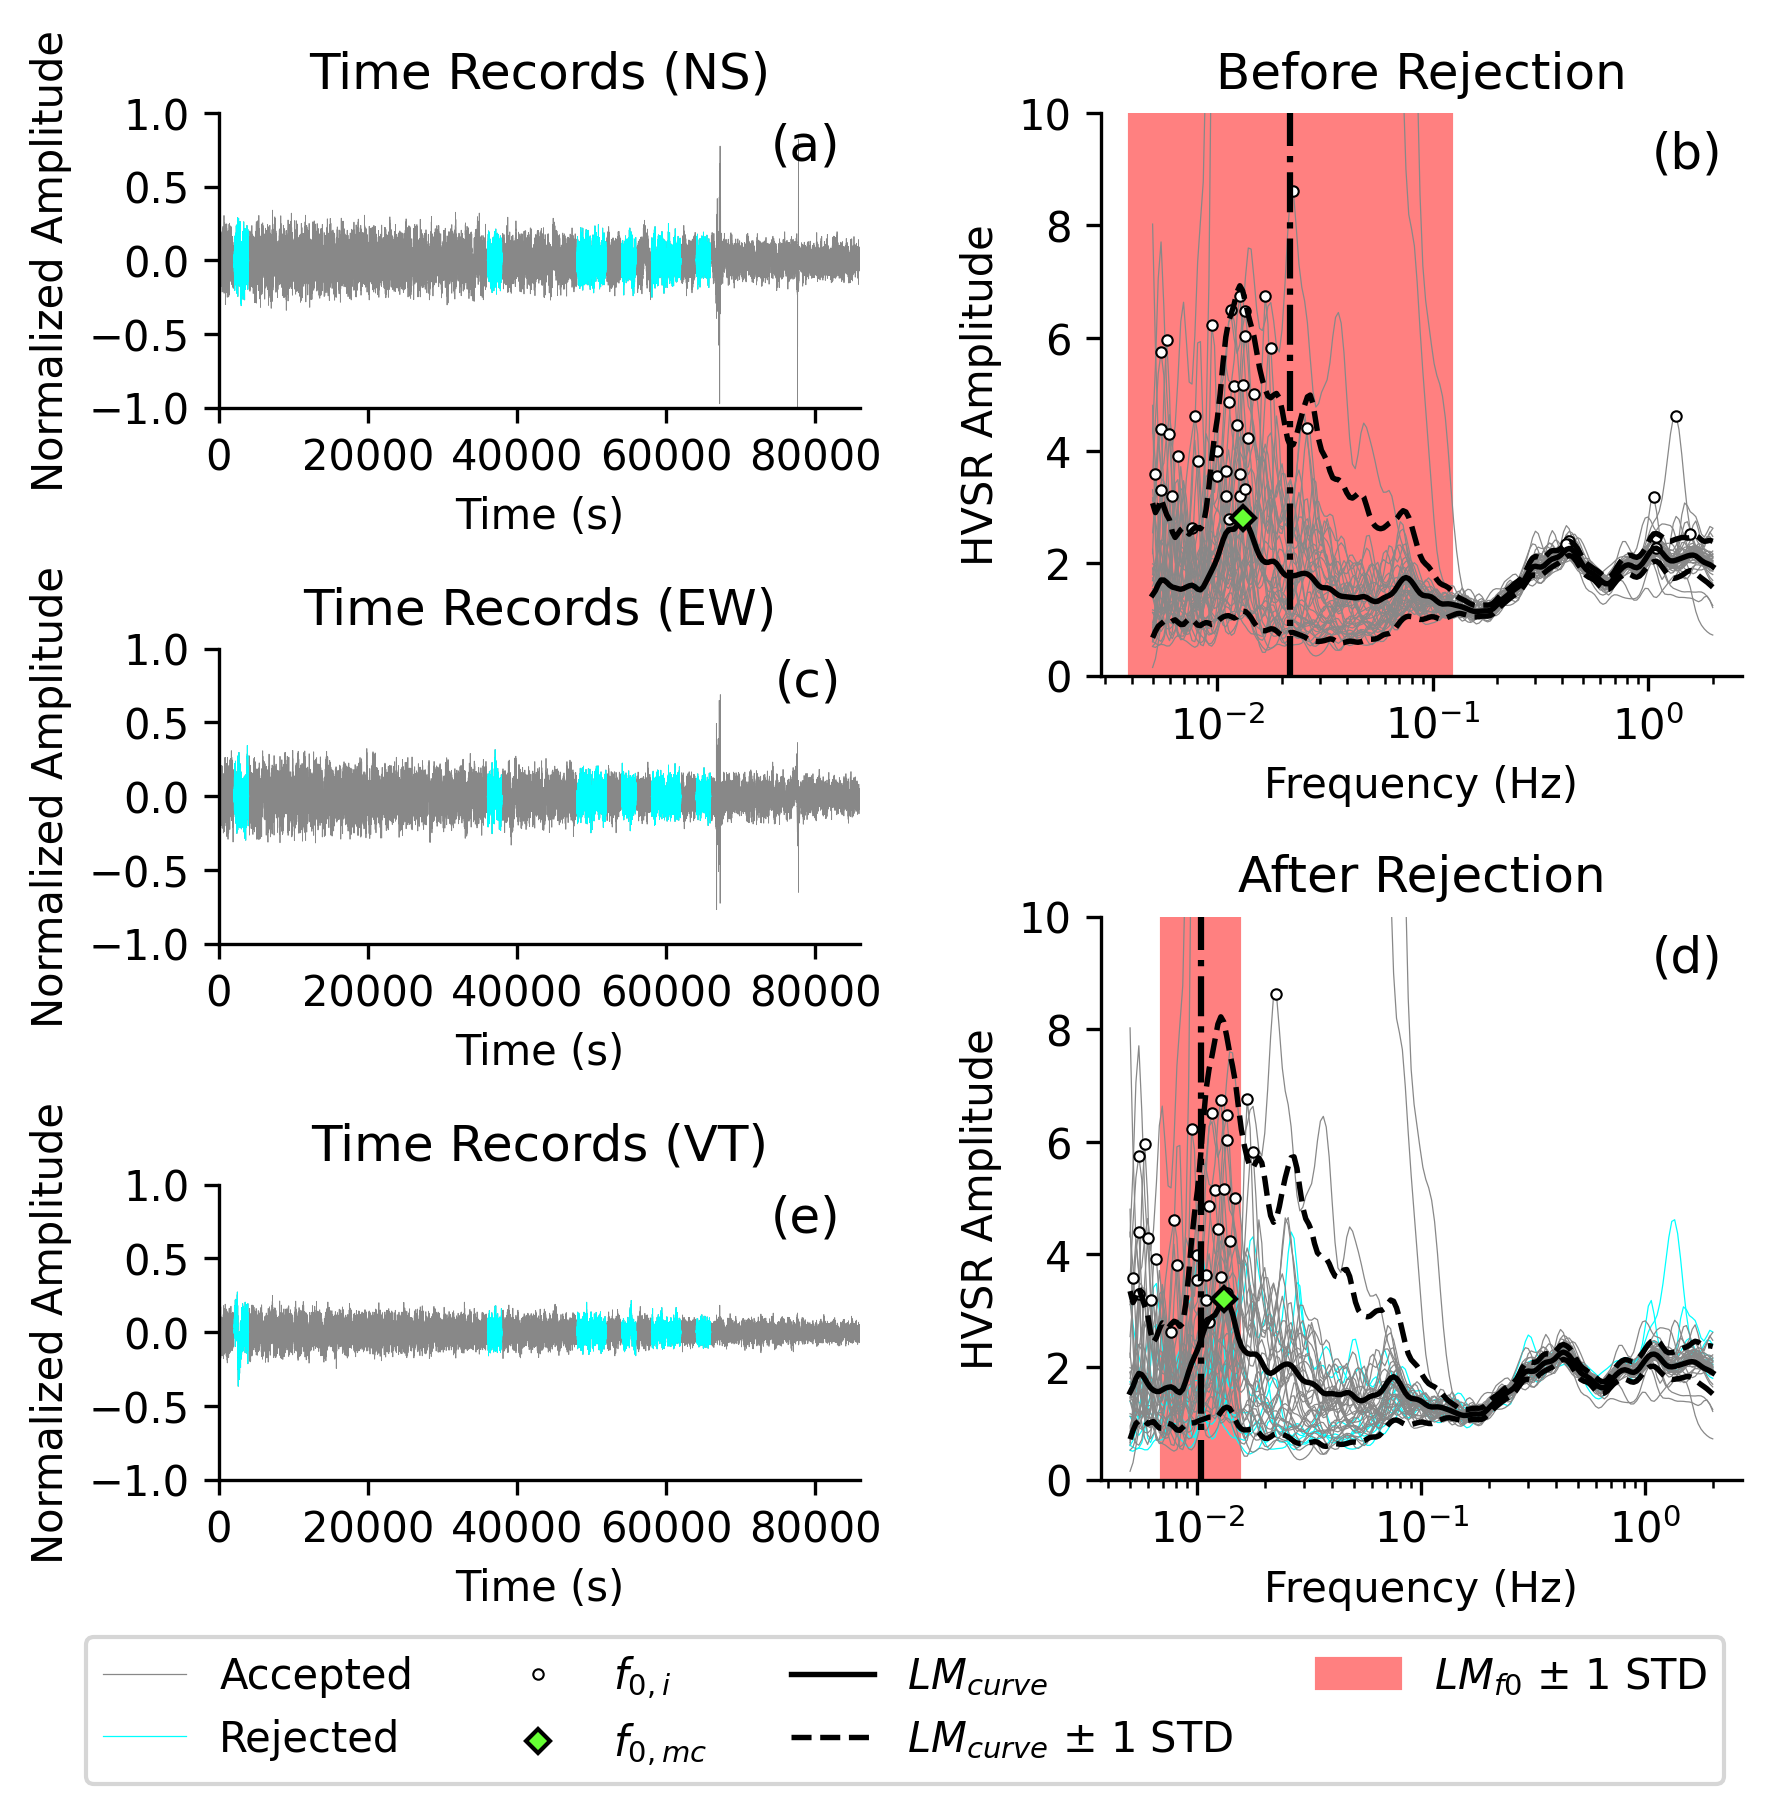 Time Records (NS)
Normalized Amplitude
1.0
0.5
0.0
−0.5
−1.0
(a)
0 20000 40000 60000 80000
Time (s)
Before Rejection
HVSR Amplitude
10
8
6
4
2
0
(b)
10⁻² 10⁻¹ 10⁰
Frequency (Hz)
Time Records (EW)
Normalized Amplitude
1.0
0.5
0.0
−0.5
−1.0
(c)
0 20000 40000 60000 80000
Time (s)
After Rejection
HVSR Amplitude
10
8
6
4
2
0
(d)
10⁻² 10⁻¹ 10⁰
Frequency (Hz)
Time Records (VT)
Normalized Amplitude
1.0
0.5
0.0
−0.5
−1.0
(e)
0 20000 40000 60000 80000
Time (s)
Accepted
Rejected
f0,i
f0,mc
LMcurve
LMcurve ± 1 STD
LMf0 ± 1 STD